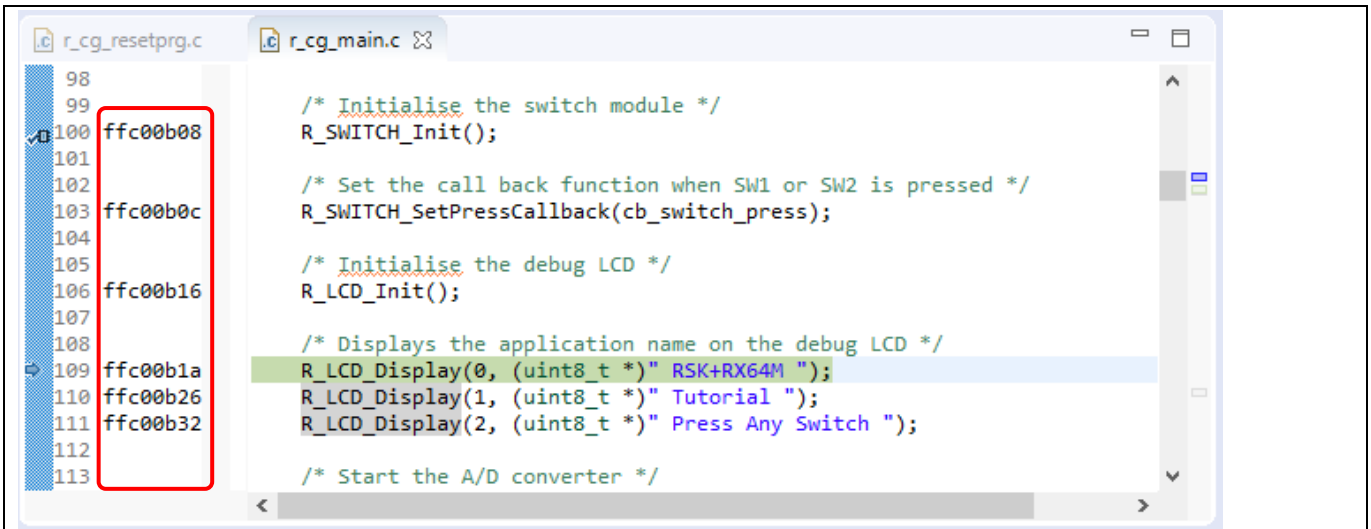 r_cg_resetprg.c r_cg_main.c
98
99 /* Initialise the switch module */
100 ffc00b08 R_SWITCH_Init();
101
102 /* Set the call back function when SW1 or SW2 is pressed */
103 ffc00b0c R_SWITCH_SetPressCallback(cb_switch_press);
104
105 /* Initialise the debug LCD */
106 ffc00b16 R_LCD_Init();
107
108 /* Displays the application name on the debug LCD */
109 ffc00b1a R_LCD_Display(0, (uint8_t *)" RSK+RX64M ");
110 ffc00b26 R_LCD_Display(1, (uint8_t *)" Tutorial ");
111 ffc00b32 R_LCD_Display(2, (uint8_t *)" Press Any Switch ");
112
113 /* Start the A/D converter */